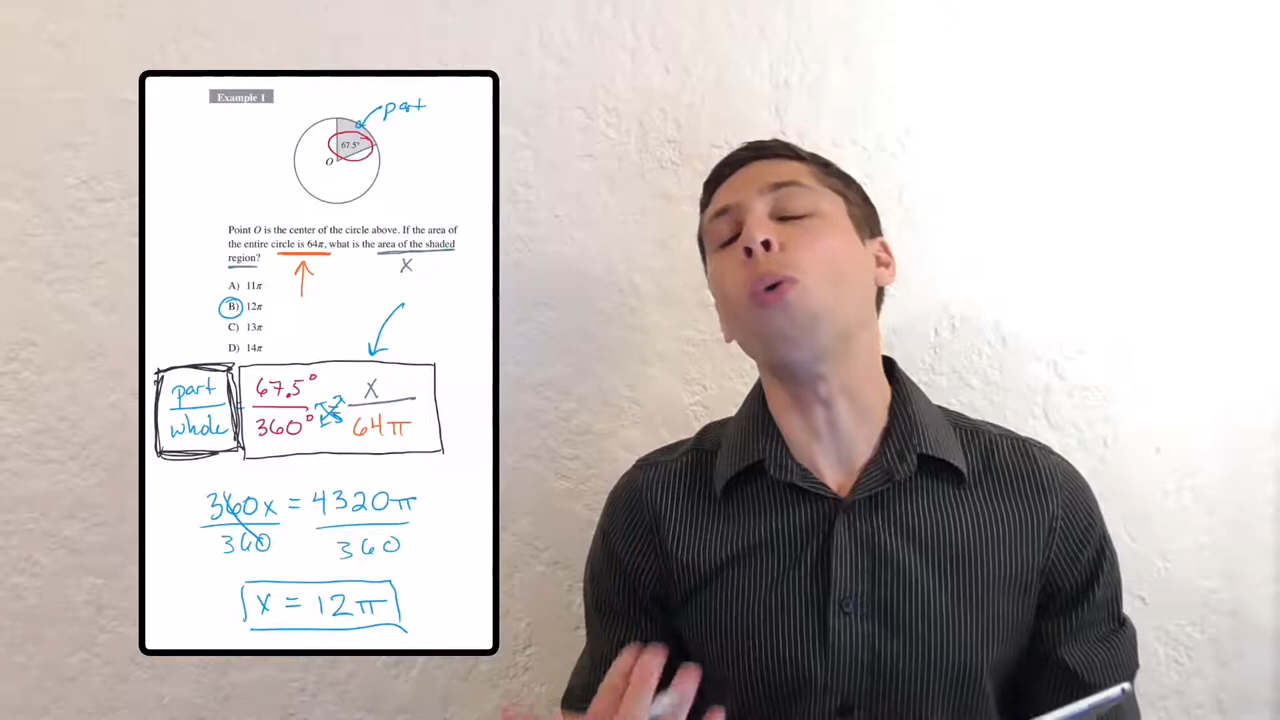 Example 1
part
67.5°
O
Point O is the center of the circle above. If the area of
the entire circle is 64π, what is the area of the shaded
region?
X
A) 11π
B) 12π
C) 13π
D) 14π
part 67.5° X
whole 360° 64π
360x = 4320π
360 360
x = 12π